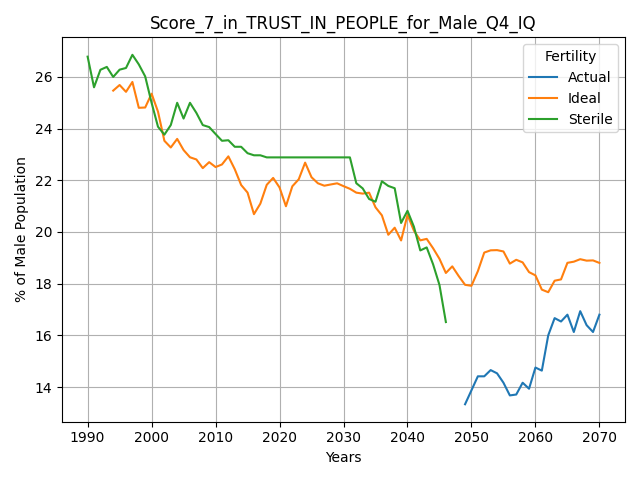 Score_7_in_TRUST_IN_PEOPLE_for_Male_Q4_IQ
Fertility
Actual
Ideal
Sterile
% of Male Population
26
24
22
20
18
16
14
1990 2000 2010 2020 2030 2040 2050 2060 2070
Years